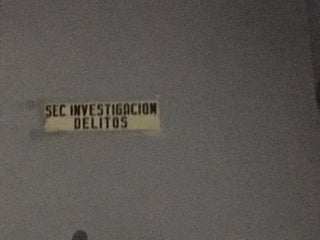 SEC. INVESTIGACION
DELITOS